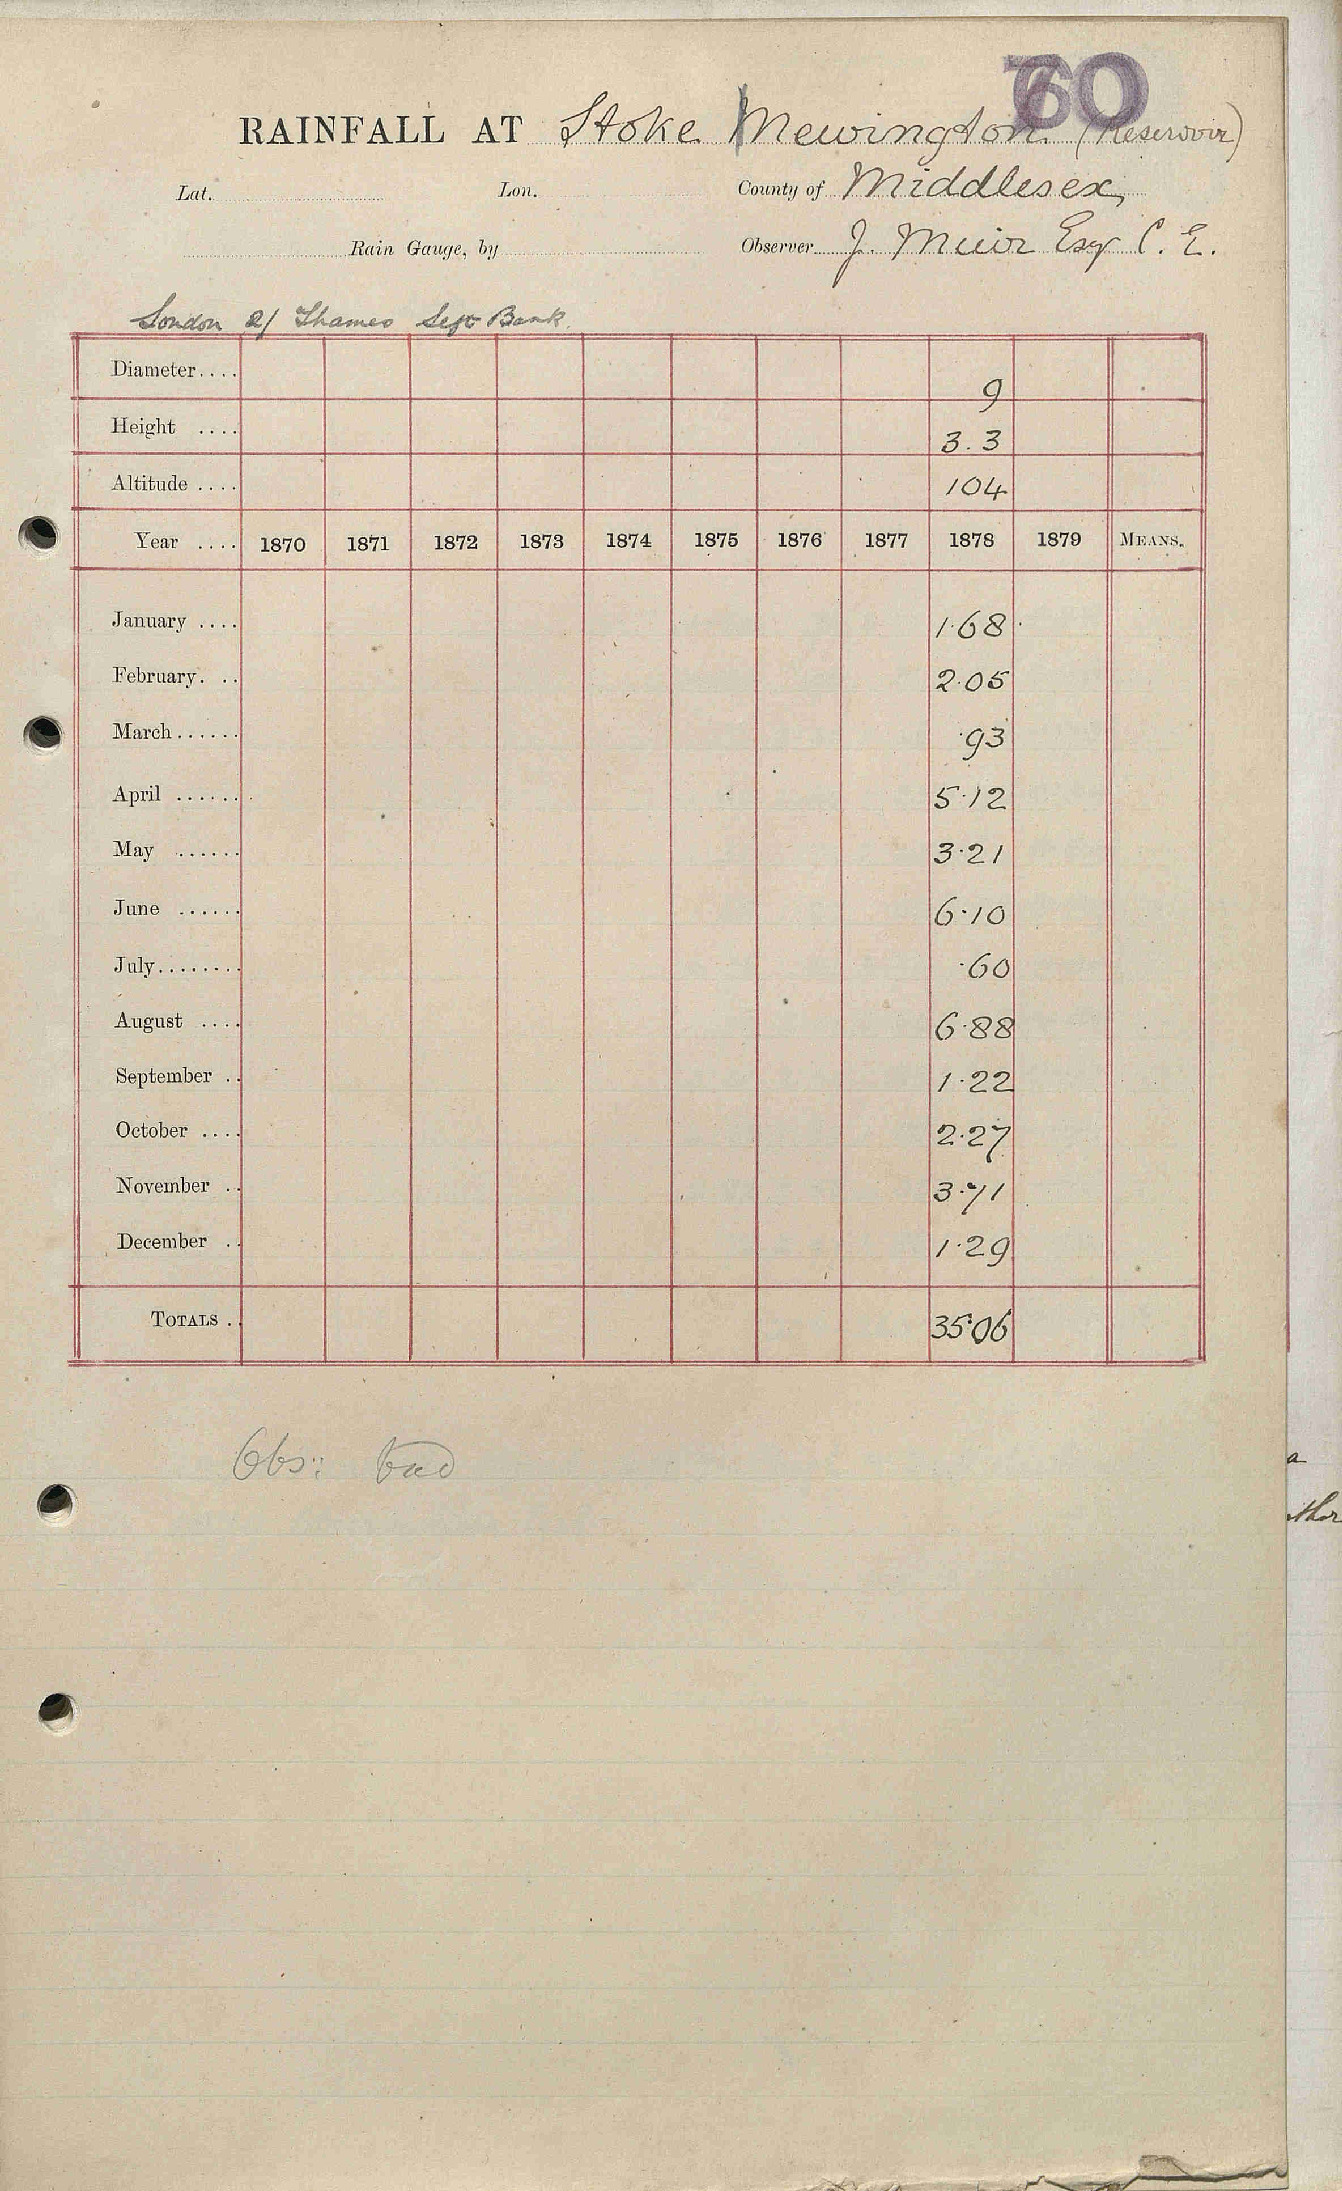 60
RAINFALL AT Stoke Newington (Reservoir)
Lat. Lon. County of Middlesex,
Rain Gauge, by Observer J. Muir Esqr C. E.
London 2/ Thames Sept Bank
Diameter.... 9
Height .... 3.3
Altitude .... 104
Year .... 1870 1871 1872 1873 1874 1875 1876 1877 1878 1879 MEANS.
January .... 1.68
February. .. 2.05
March...... .93
April ...... 5.12
May ...... 3.21
June ...... 6.10
July........ .60
August .... 6.88
September .. 1.22
October .... 2.27
November .. 3.71
December .. 1.29
TOTALS .. 35.06
Obs: bad
a